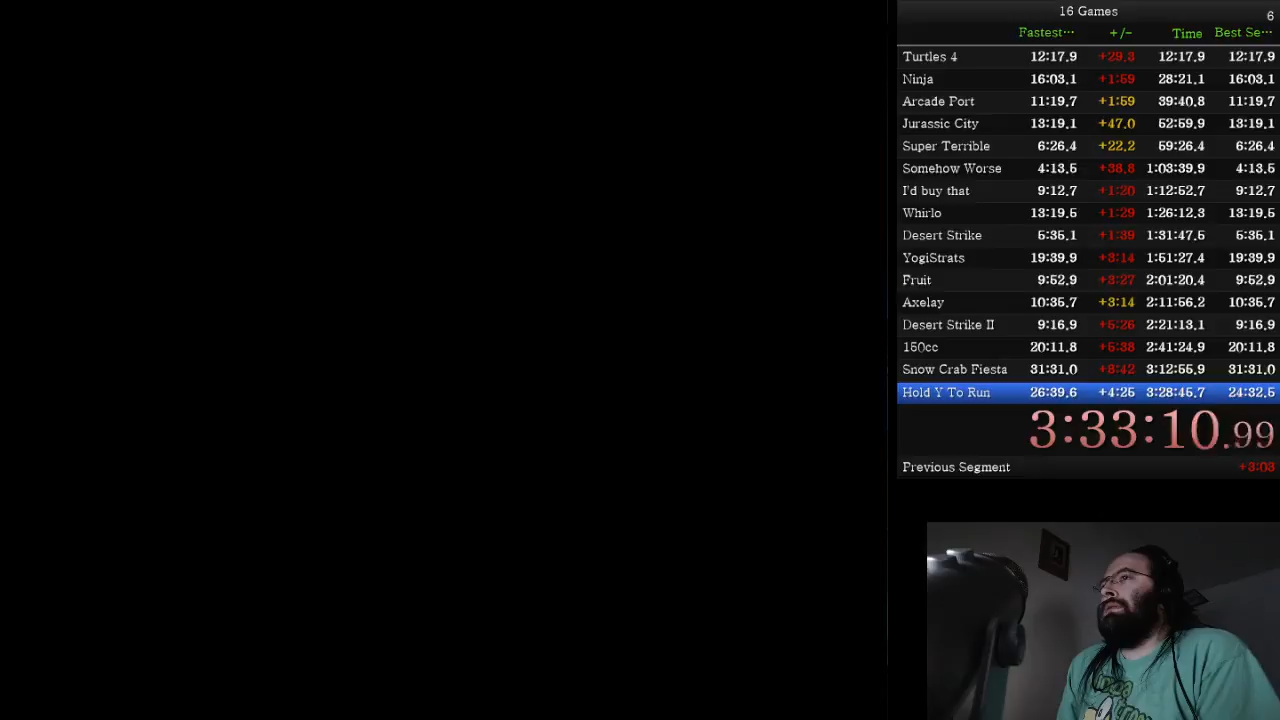 16 Games 6
Fastest… +/- Time Best Se…
Turtles 4 12:17.9 +29.3 12:17.9 12:17.9
Ninja 16:03.1 +1:59 28:21.1 16:03.1
Arcade Port 11:19.7 +1:59 39:40.8 11:19.7
Jurassic City 13:19.1 +47.0 52:59.9 13:19.1
Super Terrible 6:26.4 +22.2 59:26.4 6:26.4
Somehow Worse 4:13.5 +38.8 1:03:39.9 4:13.5
I'd buy that 9:12.7 +1:20 1:12:52.7 9:12.7
Whirlo 13:19.5 +1:29 1:26:12.3 13:19.5
Desert Strike 5:35.1 +1:39 1:31:47.5 5:35.1
YogiStrats 19:39.9 +3:14 1:51:27.4 19:39.9
Fruit 9:52.9 +3:27 2:01:20.4 9:52.9
Axelay 10:35.7 +3:14 2:11:56.2 10:35.7
Desert Strike II 9:16.9 +5:26 2:21:13.1 9:16.9
150cc 20:11.8 +5:38 2:41:24.9 20:11.8
Snow Crab Fiesta 31:31.0 +8:42 3:12:55.9 31:31.0
Hold Y To Run 26:39.6 +4:25 3:28:45.7 24:32.5
3:33:10.99
Previous Segment +3:03